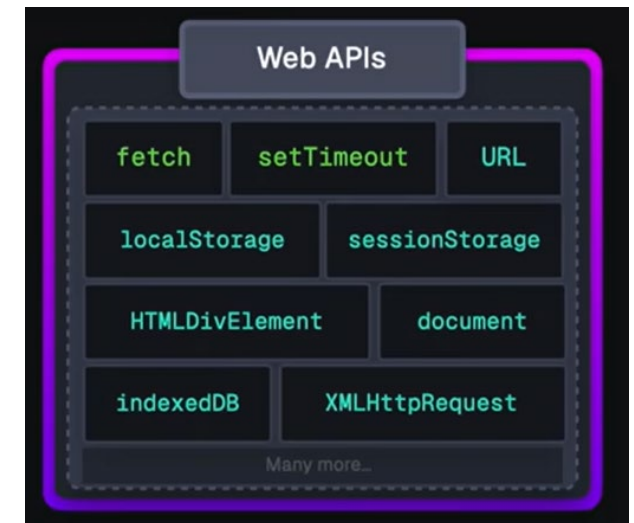 Web APIs
fetch setTimeout URL
localStorage sessionStorage
HTMLDivElement document
indexedDB XMLHttpRequest
Many more...